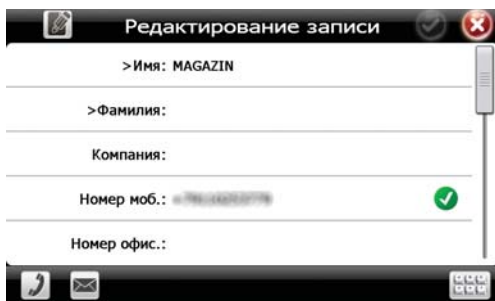 Редактирование записи
>Имя: MAGAZIN
>Фамилия:
Компания:
Номер моб.:
Номер офис.: